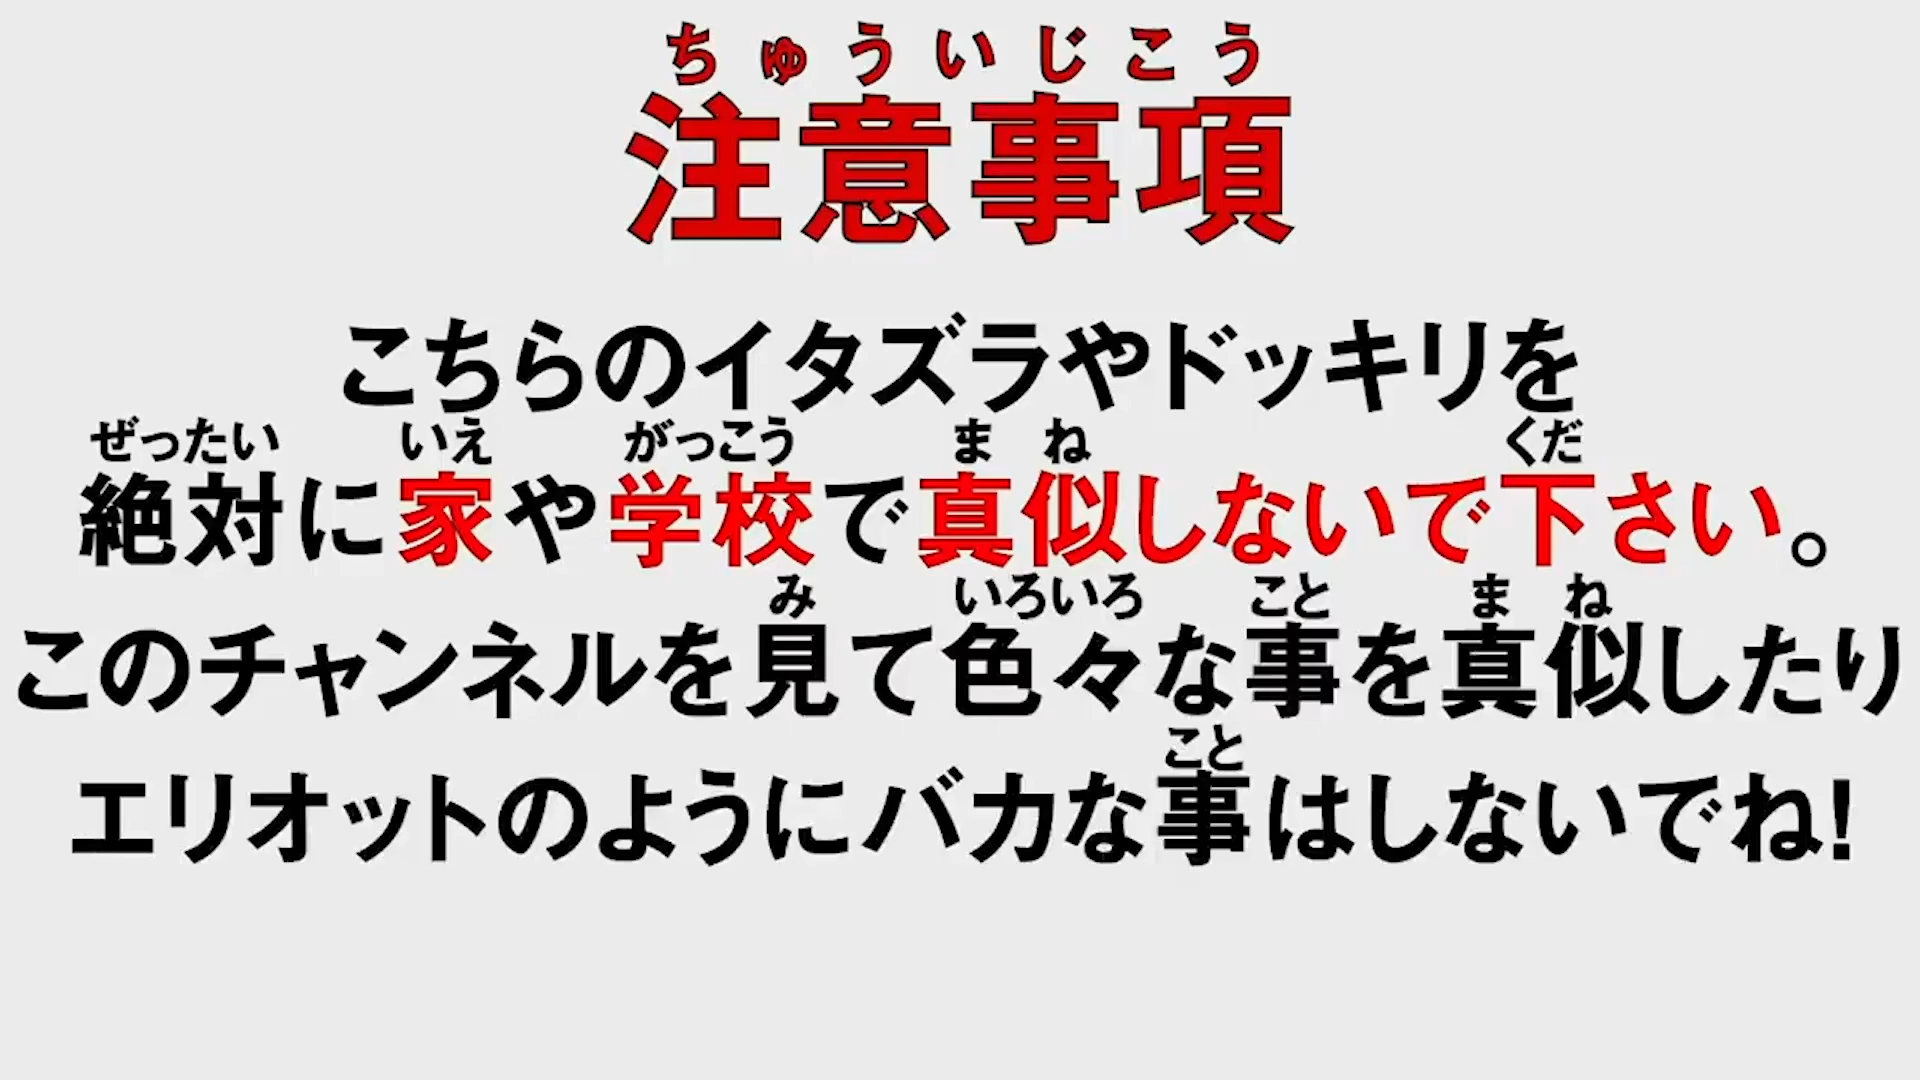 ちゅういじこう
注意事項
こちらのイタズラやドッキリを
ぜったい いえ がっこう ま ね くだ
絶対に家や学校で真似しないで下さい。
み いろいろ こと ま ね
このチャンネルを見て色々な事を真似したり
こと
エリオットのようにバカな事はしないでね!